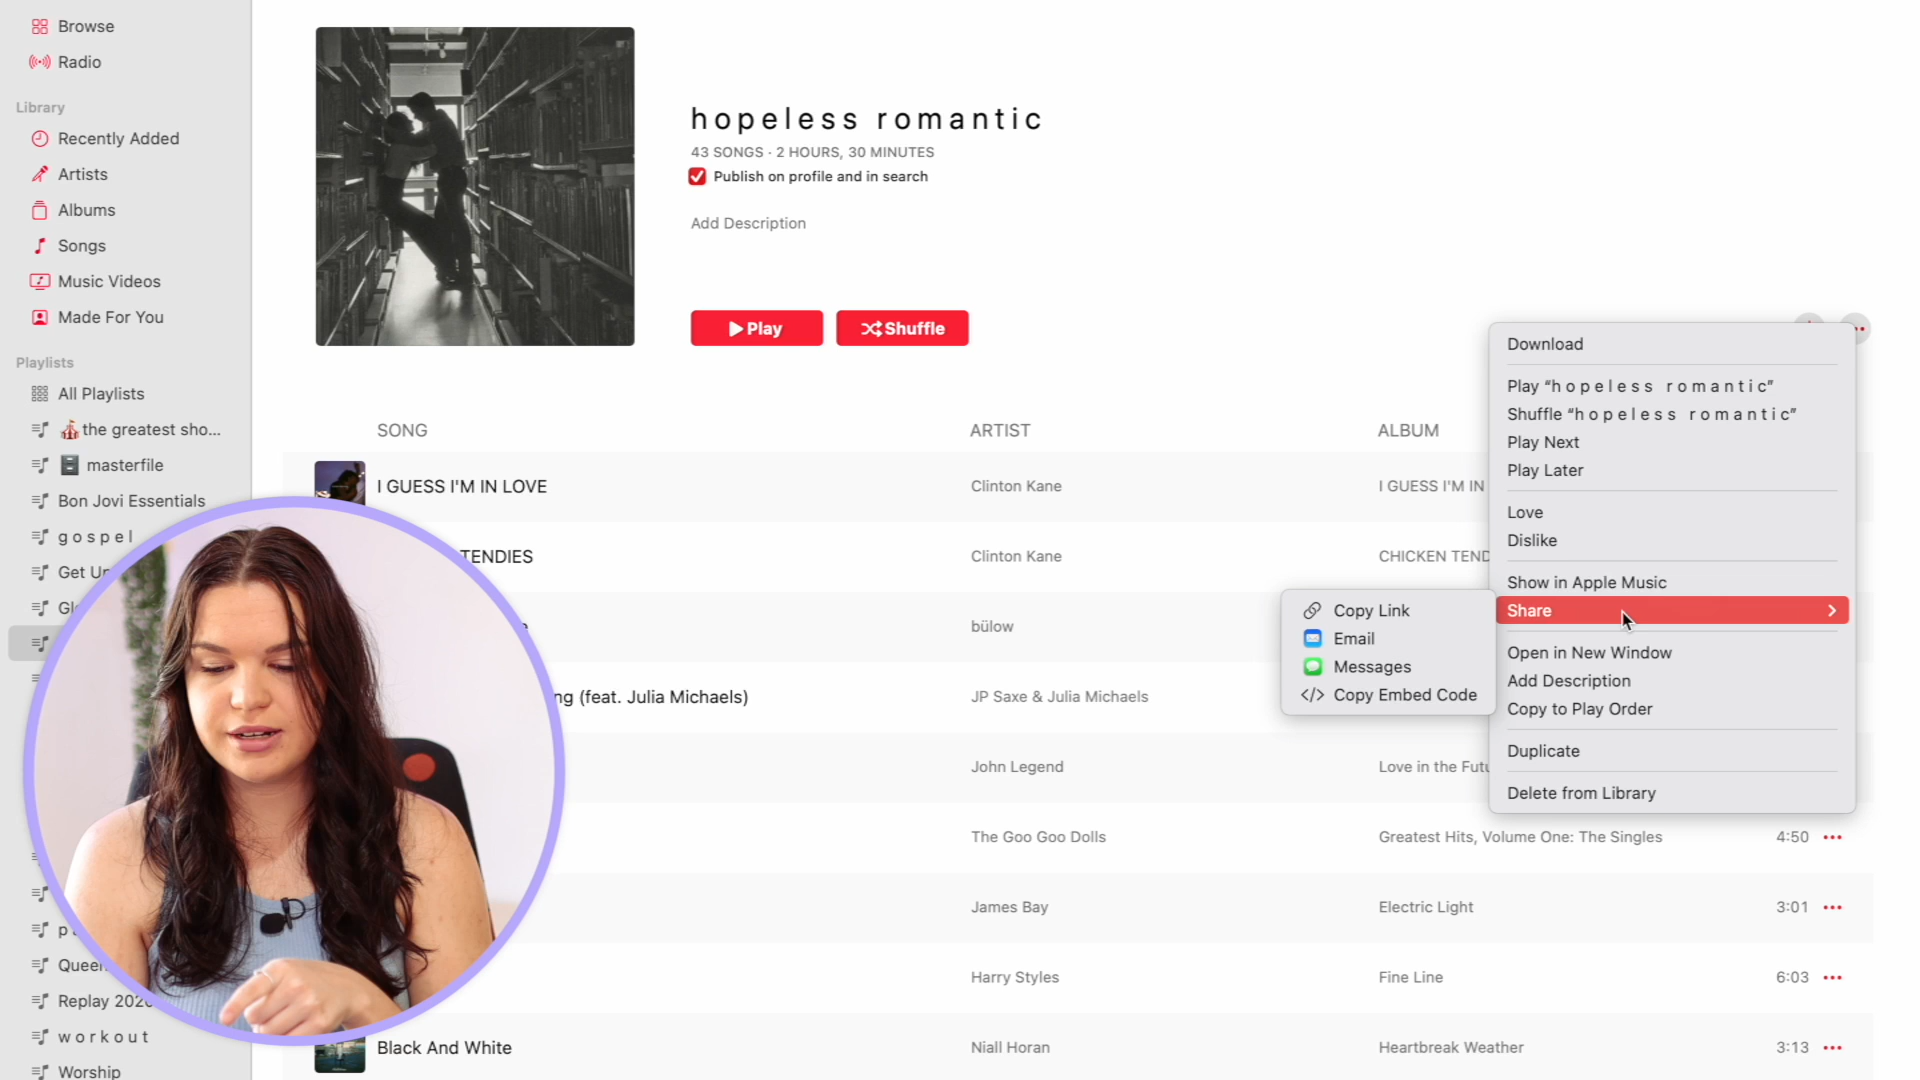 Browse
Radio
Library
Recently Added
Artists
Albums
Songs
Music Videos
Made For You
Playlists
All Playlists
the greatest sho...
masterfile
Bon Jovi Essentials
g o s p e l
Get
Queen
Replay
w o r k o u t
Worship
hopeless romantic
43 SONGS · 2 HOURS, 30 MINUTES
Publish on profile and in search
Add Description
Play
Shuffle
SONG ARTIST ALBUM
I GUESS I'M IN LOVE Clinton Kane I GUESS I'M IN
TENDIES Clinton Kane CHICKEN TEND
bülow
(feat. Julia Michaels) JP Saxe & Julia Michaels
John Legend Love in the
The Goo Goo Dolls Greatest Hits, Volume One: The Singles 4:50
James Bay Electric Light 3:01
Harry Styles Fine Line 6:03
Black And White Niall Horan Heartbreak Weather 3:13
Download
Play “h o p e l e s s r o m a n t i c”
Shuffle “h o p e l e s s r o m a n t i c”
Play Next
Play Later
Love
Dislike
Show in Apple Music
Share
Open in New Window
Add Description
Copy to Play Order
Duplicate
Delete from Library
Copy Link
Email
Messages
Copy Embed Code